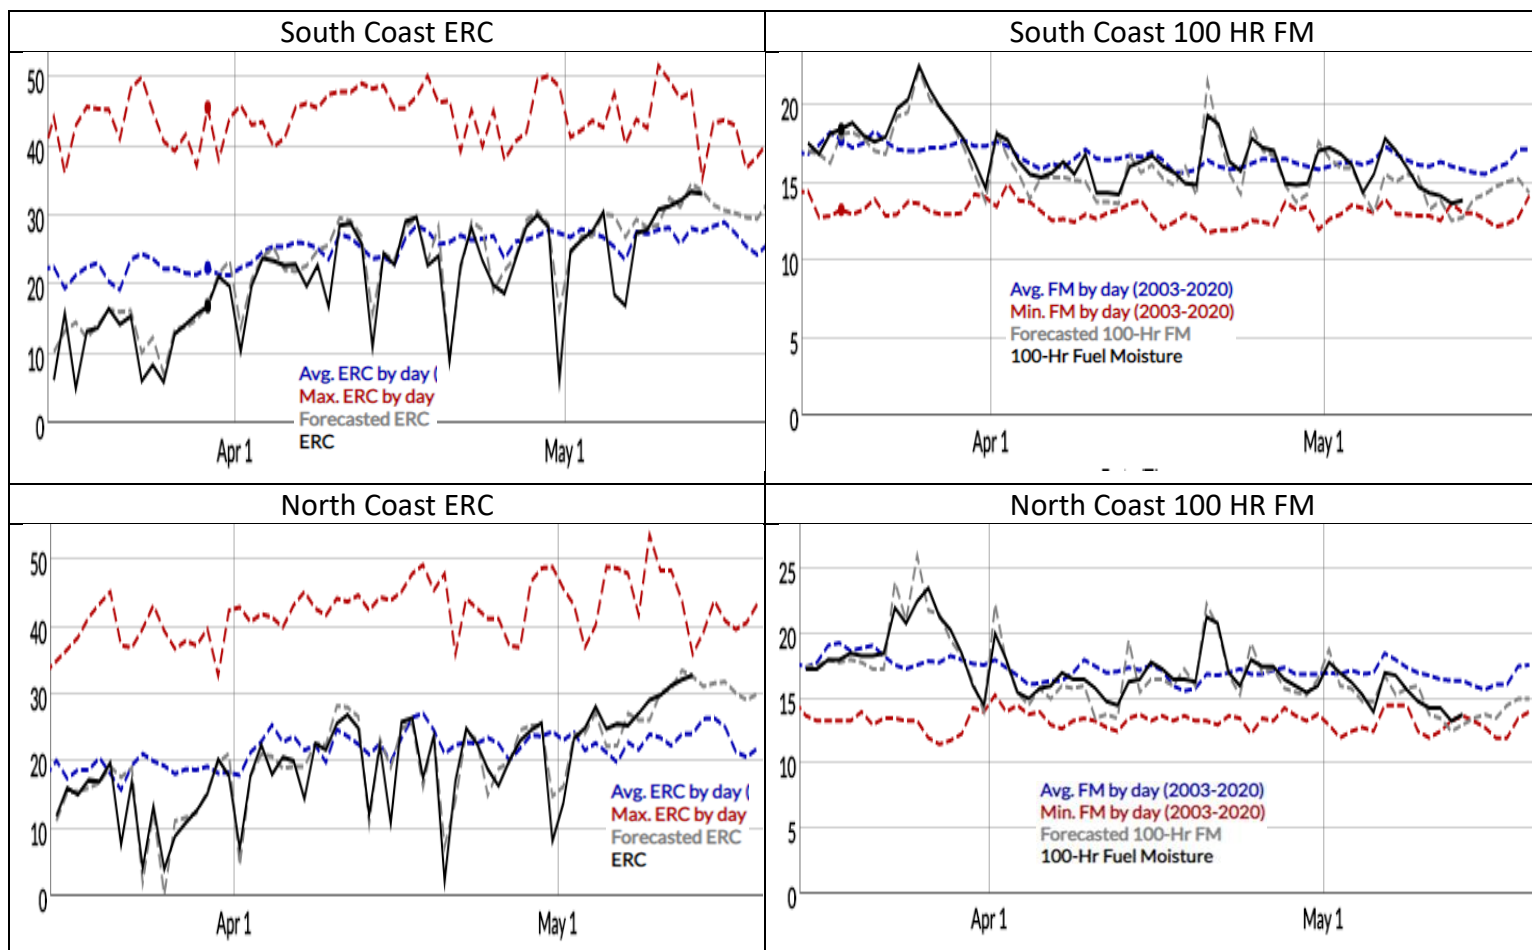 South Coast ERC
50
40
30
20
10
0
Apr 1
May 1
Avg. ERC by day (
Max. ERC by day
Forecasted ERC
ERC
South Coast 100 HR FM
20
15
10
5
0
Apr 1
May 1
Avg. FM by day (2003-2020)
Min. FM by day (2003-2020)
Forecasted 100-Hr FM
100-Hr Fuel Moisture
North Coast ERC
50
40
30
20
10
0
Apr 1
May 1
Avg. ERC by day (
Max. ERC by day
Forecasted ERC
ERC
North Coast 100 HR FM
25
20
15
10
5
0
Apr 1
May 1
Avg. FM by day (2003-2020)
Min. FM by day (2003-2020)
Forecasted 100-Hr FM
100-Hr Fuel Moisture